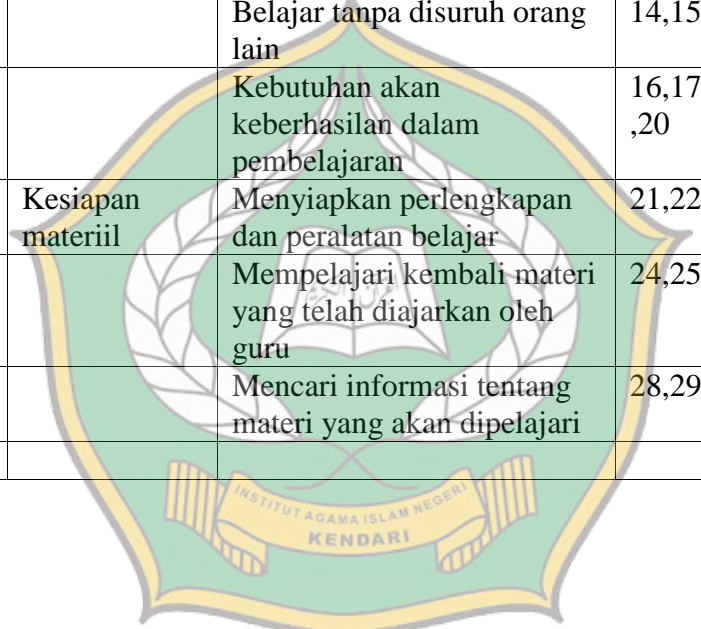 Belajar tanpa disuruh orang 14,15
lain
Kebutuhan akan 16,17
keberhasilan dalam ,20
pembelajaran
Kesiapan Menyiapkan perlengkapan 21,22
materiil dan peralatan belajar
Mempelajari kembali materi 24,25
yang telah diajarkan oleh
guru
Mencari informasi tentang 28,29
materi yang akan dipelajari
INSTITUT AGAMA ISLAM NEGERI
KENDARI